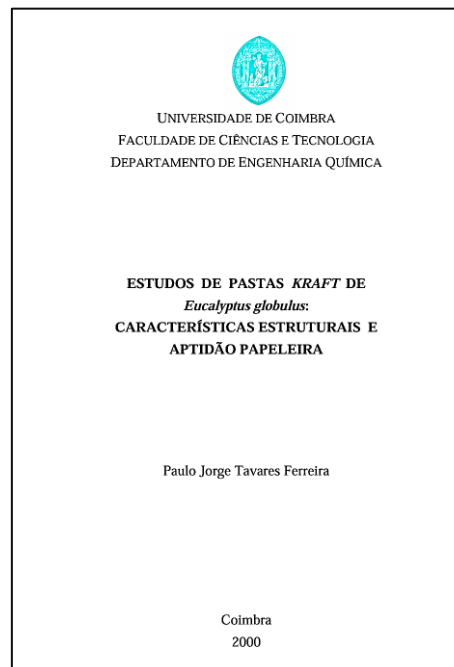 UNIVERSIDADE DE COIMBRA
FACULDADE DE CIÊNCIAS E TECNOLOGIA
DEPARTAMENTO DE ENGENHARIA QUÍMICA
ESTUDOS DE PASTAS KRAFT DE
Eucalyptus globulus:
CARACTERÍSTICAS ESTRUTURAIS E
APTIDÃO PAPELEIRA
Paulo Jorge Tavares Ferreira
Coimbra
2000